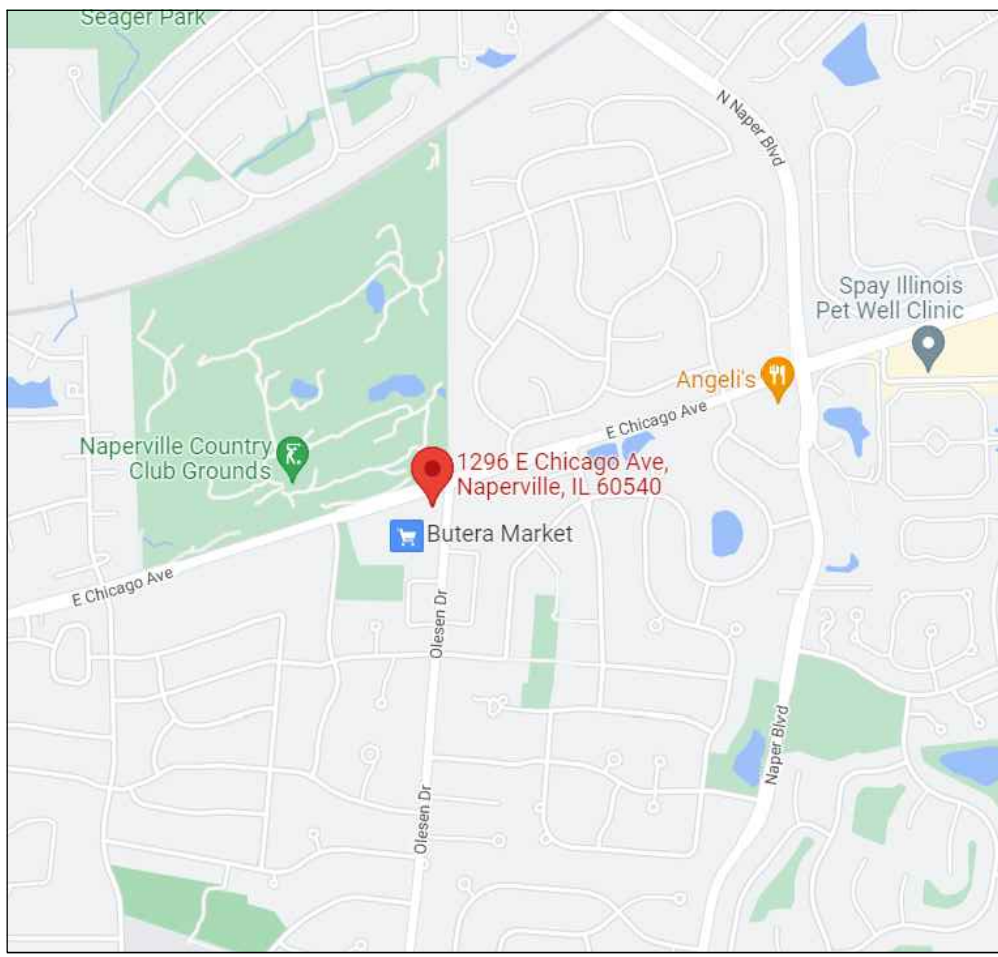 Seager Park
N Naper Blvd
Spay Illinois
Pet Well Clinic
Angeli's
E Chicago Ave
Naperville Country
Club Grounds
1296 E Chicago Ave,
Naperville, IL 60540
Butera Market
E Chicago Ave
Olesen Dr
Naper Blvd
Olesen Dr